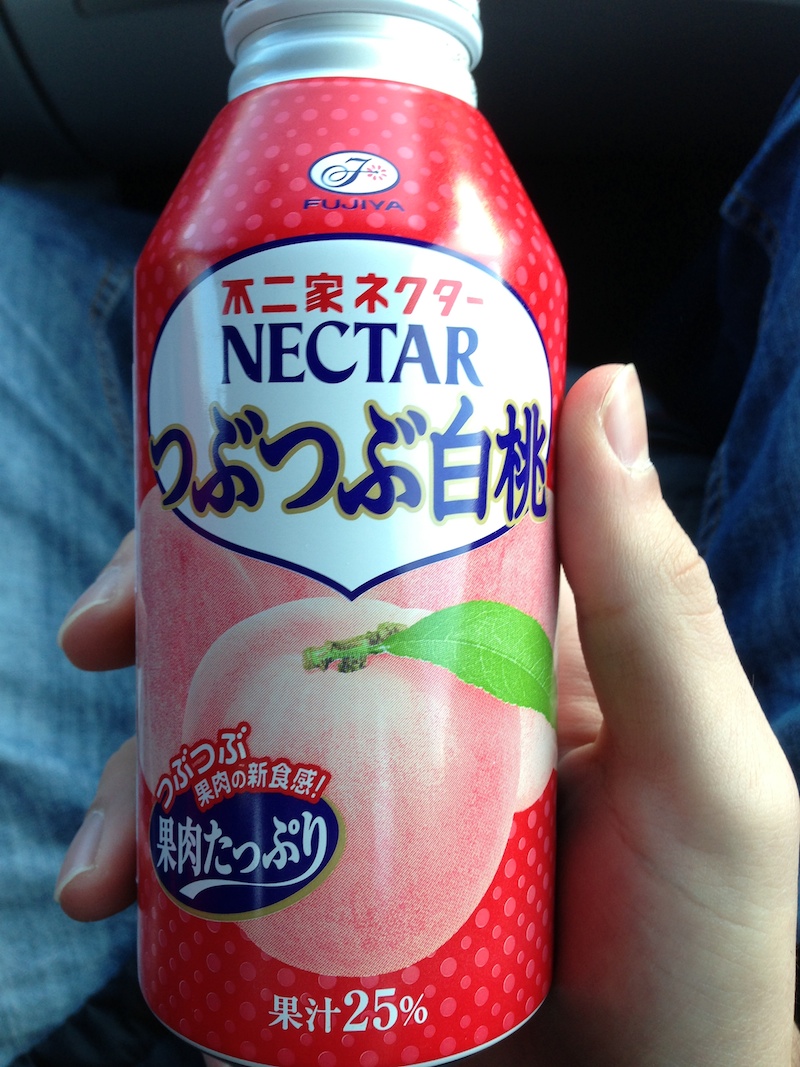 FUJIYA
不二家ネクター
NECTAR
つぶつぶ白桃
つぶつぶ
果肉の新食感!
果肉たっぷり
果汁25%